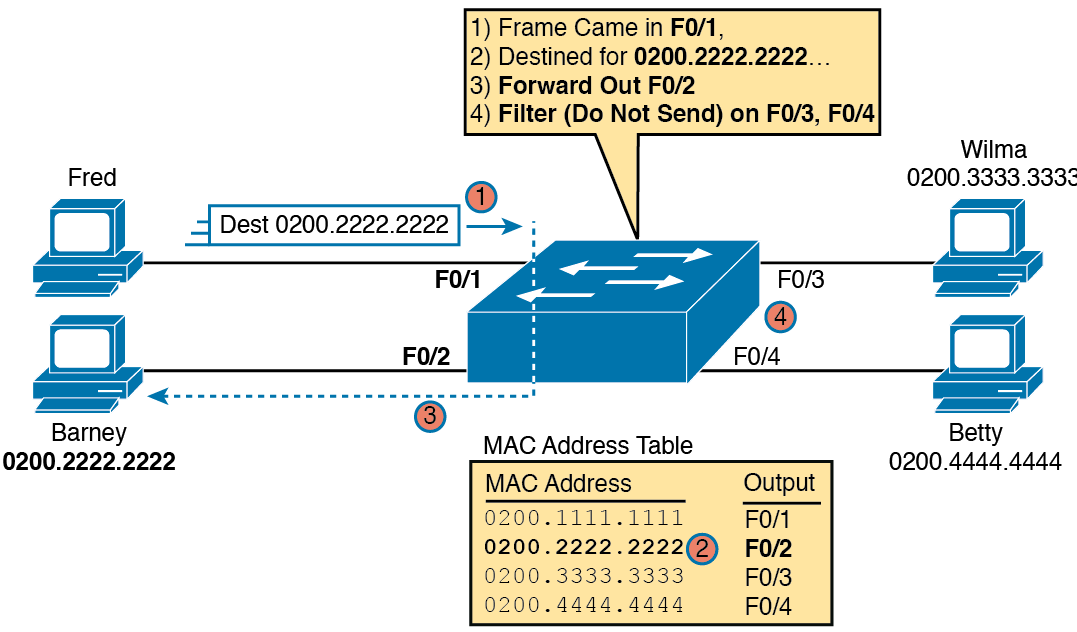 1) Frame Came in F0/1,
2) Destined for 0200.2222.2222…
3) Forward Out F0/2
4) Filter (Do Not Send) on F0/3, F0/4
Fred
Wilma
0200.3333.3333
Dest 0200.2222.2222
1
F0/1
F0/3
4
F0/2
F0/4
3
Barney
0200.2222.2222
Betty
0200.4444.4444
MAC Address Table
MAC Address Output
0200.1111.1111 F0/1
0200.2222.2222 2 F0/2
0200.3333.3333 F0/3
0200.4444.4444 F0/4